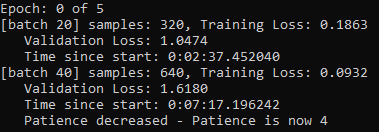 Epoch: 0 of 5
[batch 20] samples: 320, Training Loss: 0.1863
Validation Loss: 1.0474
Time since start: 0:02:37.452040
[batch 40] samples: 640, Training Loss: 0.0932
Validation Loss: 1.6180
Time since start: 0:07:17.196242
Patience decreased - Patience is now 4